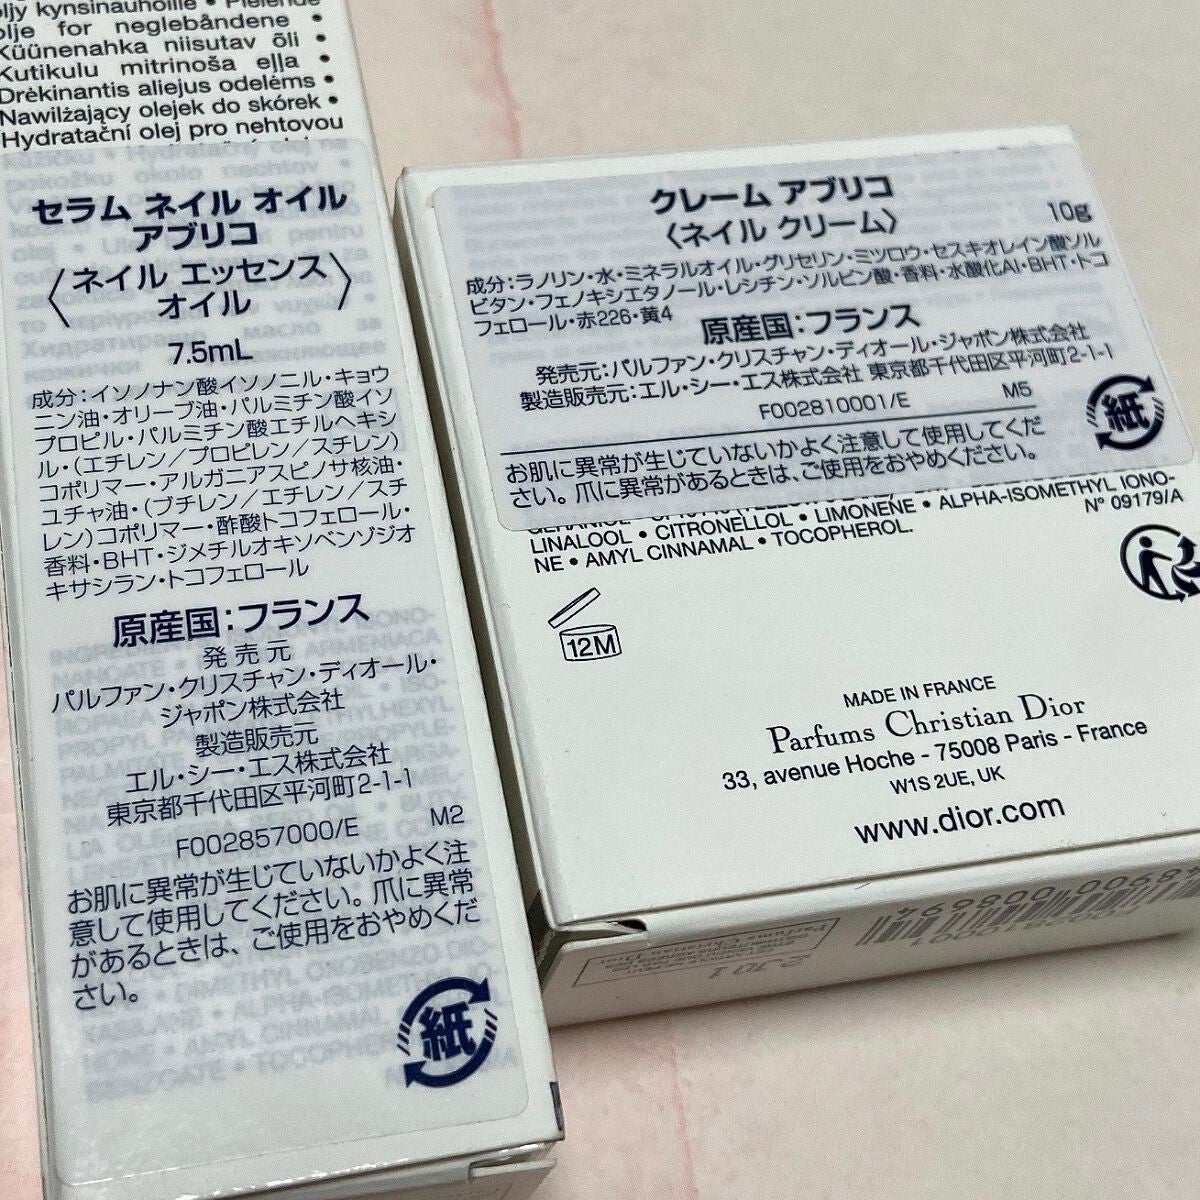 kynsinauhoille • Pleiende
olje for neglebåndene •
Küünenahka niisutav õli •
Kutikulu mitrinoša eļļa •
Drėkinantis aliejus odelėms •
Nawilżający olejek do skórek •
Hydratační olej pro nehtovou
セラム ネイル オイル
アブリコ
〈ネイル エッセンス
オイル〉
7.5mL
成分:イソノナン酸イソノニル・キョウ
ニン油・オリーブ油・パルミチン酸イソ
プロピル・パルミチン酸エチルヘキシ
ル・(エチレン/プロピレン/スチレン)
コポリマー・アルガニアスピノサ核油・
ユチャ油・(ブチレン/エチレン/スチ
レン)コポリマー・酢酸トコフェロール・
香料・BHT・ジメチルオキソベンゾジオ
キサシラン・トコフェロール
原産国:フランス
発売元
パルファン・クリスチャン・ディオール・
ジャポン株式会社
製造販売元
エル・シー・エス株式会社
東京都千代田区平河町2-1-1
F002857000/E M2
お肌に異常が生じていないかよく注
意して使用してください。爪に異常
があるときは、ご使用をおやめくだ
さい。
紙
クレーム アブリコ
〈ネイル クリーム〉 10g
成分:ラノリン・水・ミネラルオイル・グリセリン・ミツロウ・セスキオレイン酸ソル
ビタン・フェノキシエタノール・レシチン・ソルビン酸・香料・水酸化Al・BHT・トコ
フェロール・赤226・黄4
原産国:フランス
発売元:パルファン・クリスチャン・ディオール・ジャポン株式会社
製造販売元:エル・シー・エス株式会社 東京都千代田区平河町2-1-1
F002810001/E M5
お肌に異常が生じていないかよく注意して使用してくだ
さい。爪に異常があるときは、ご使用をおやめください。
紙
LINALOOL • CITRONELLOL • LIMONENE • ALPHA-ISOMETHYL IONO-
NE • AMYL CINNAMAL • TOCOPHEROL.
N° 09179/A
12M
MADE IN FRANCE
Parfums Christian Dior
33, avenue Hoche - 75008 Paris - France
W1S 2UE, UK
www.dior.com
2J01